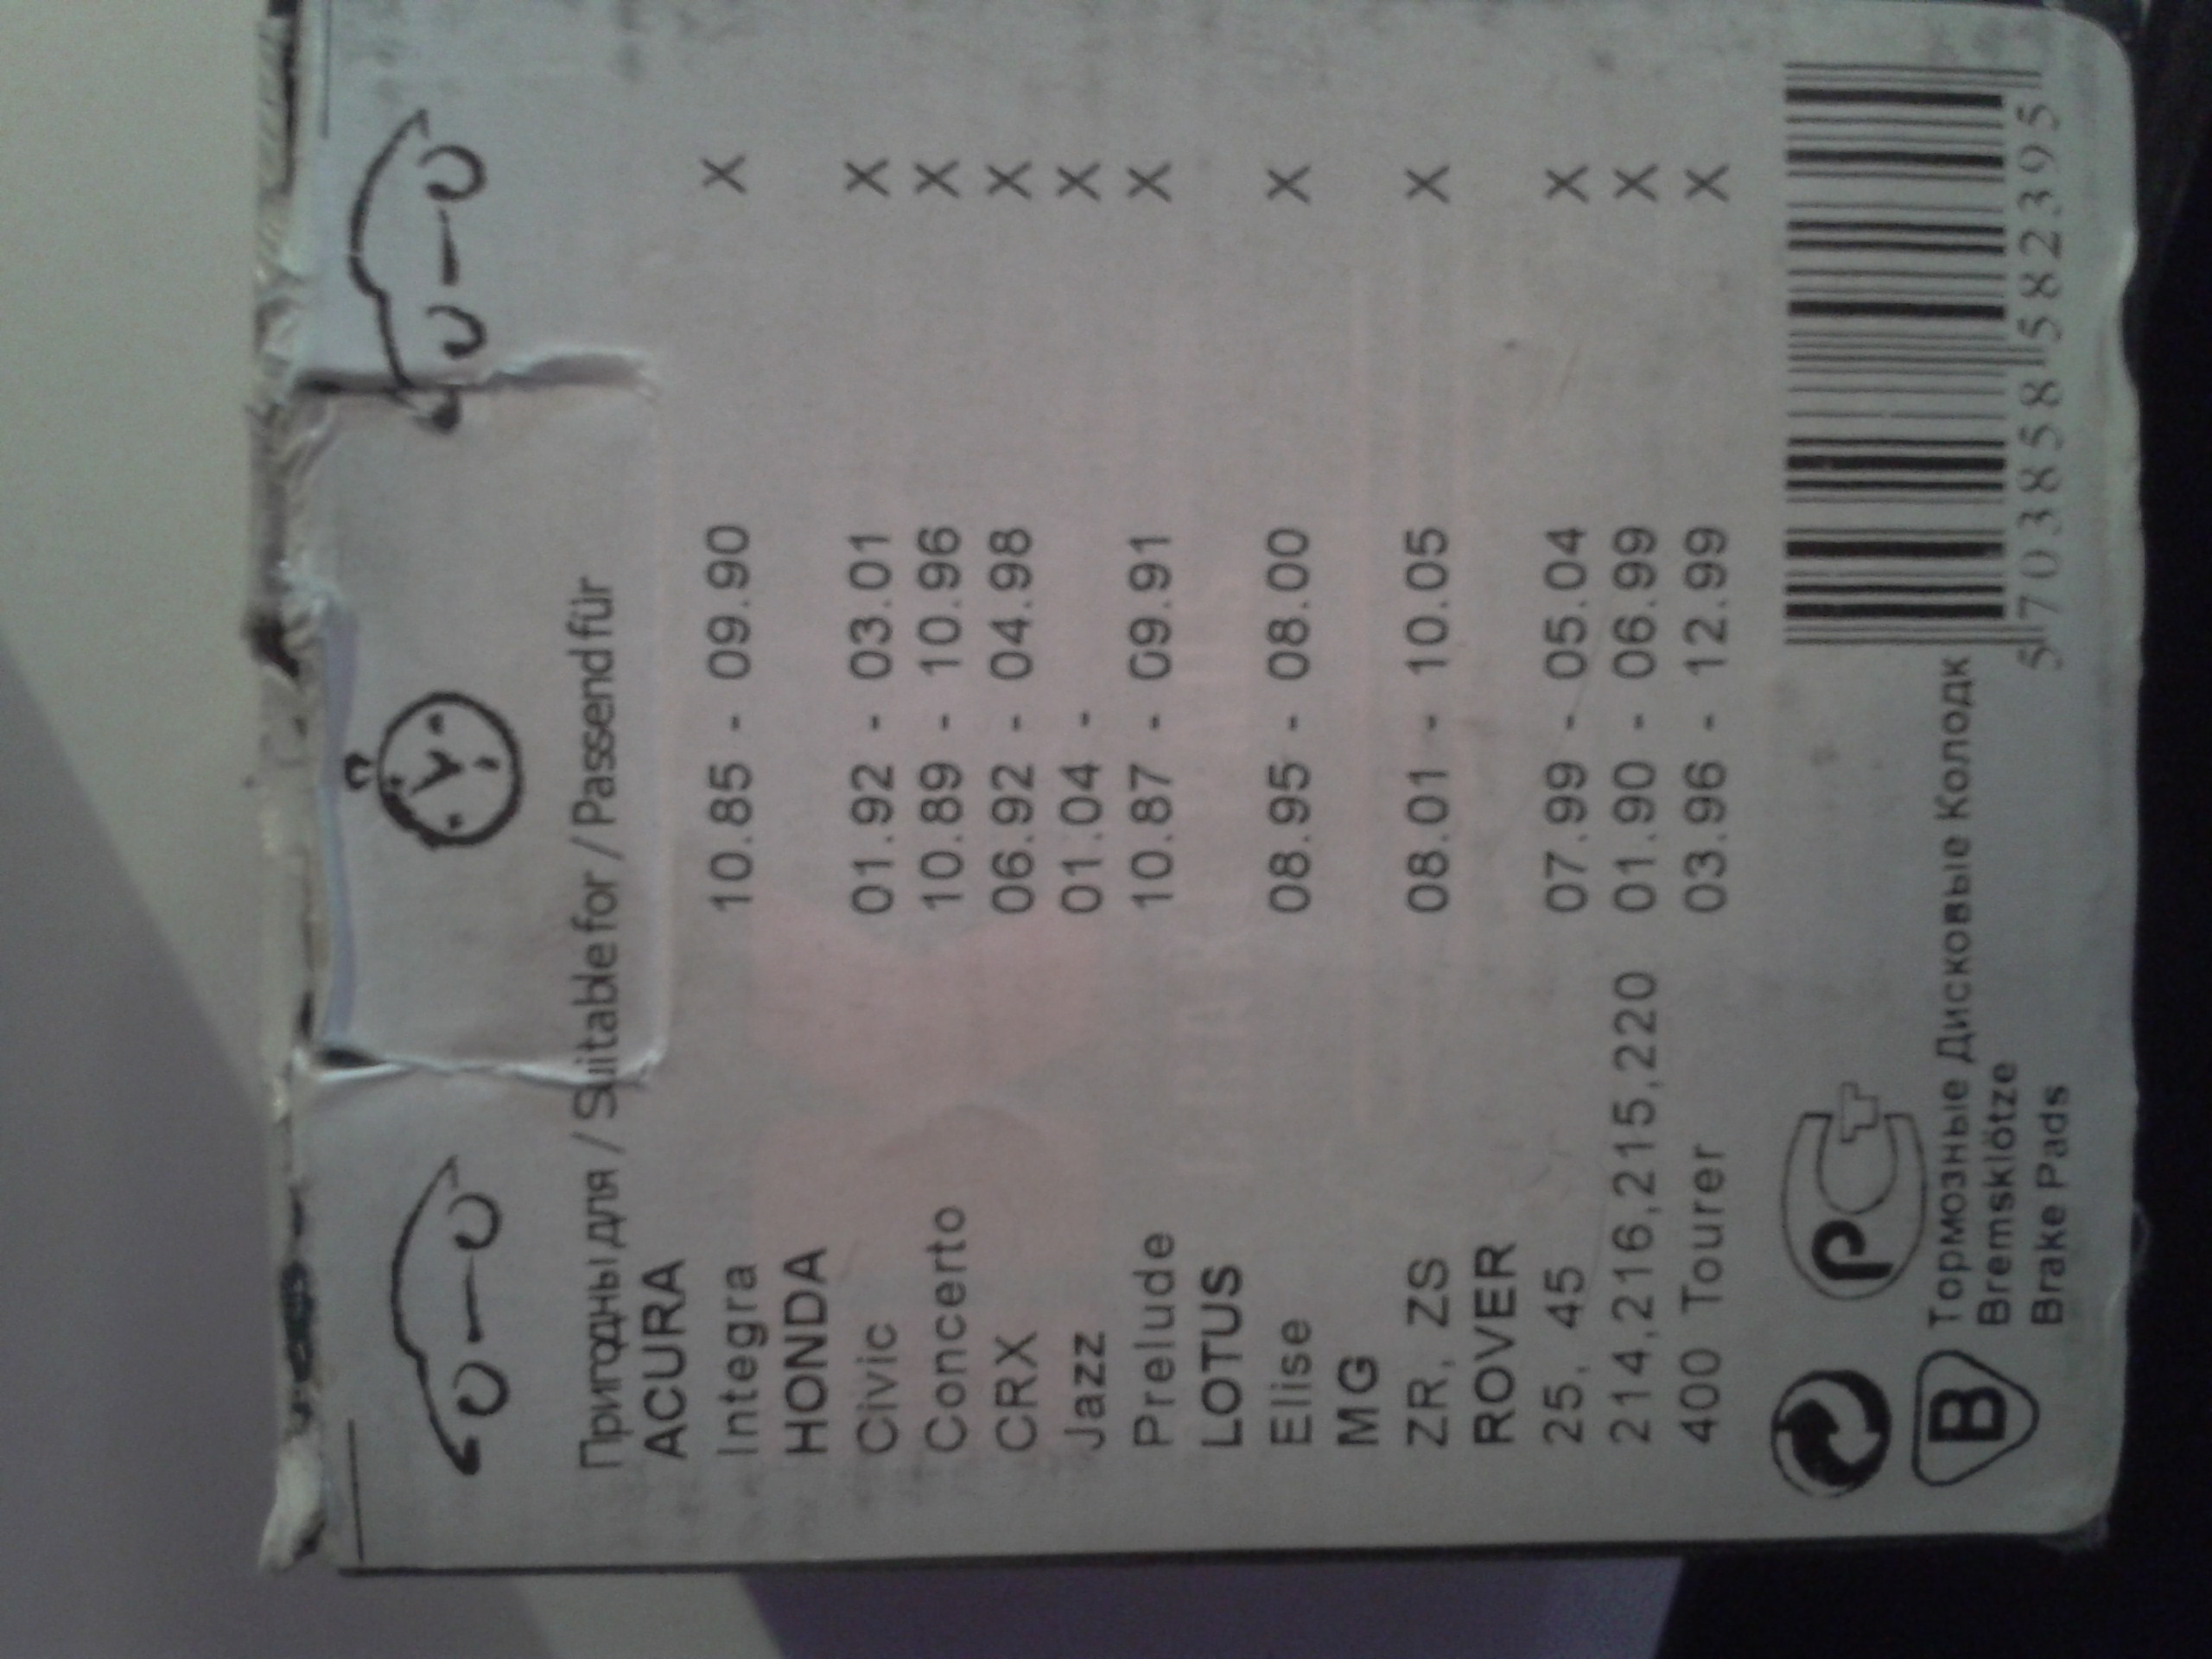 Пригодны для / Suitable for / Passend für
ACURA
Integra 10.85 - 09.90 X
HONDA
Civic 01.92 - 03.01 X
Concerto 10.89 - 10.96 X
CRX 06.92 - 04.98 X
Jazz 01.04 - X
Prelude 10.87 - 09.91 X
LOTUS
Elise 08.95 - 08.00 X
MG
ZR, ZS 08.01 - 10.05 X
ROVER
25, 45 07.99 - 05.04 X
214,216,215,220 01.90 - 06.99 X
400 Tourer 03.96 - 12.99 X
РСт
B
Тормозные Дисковые Колодк
Bremsklötze
Brake Pads
5 703858 582395